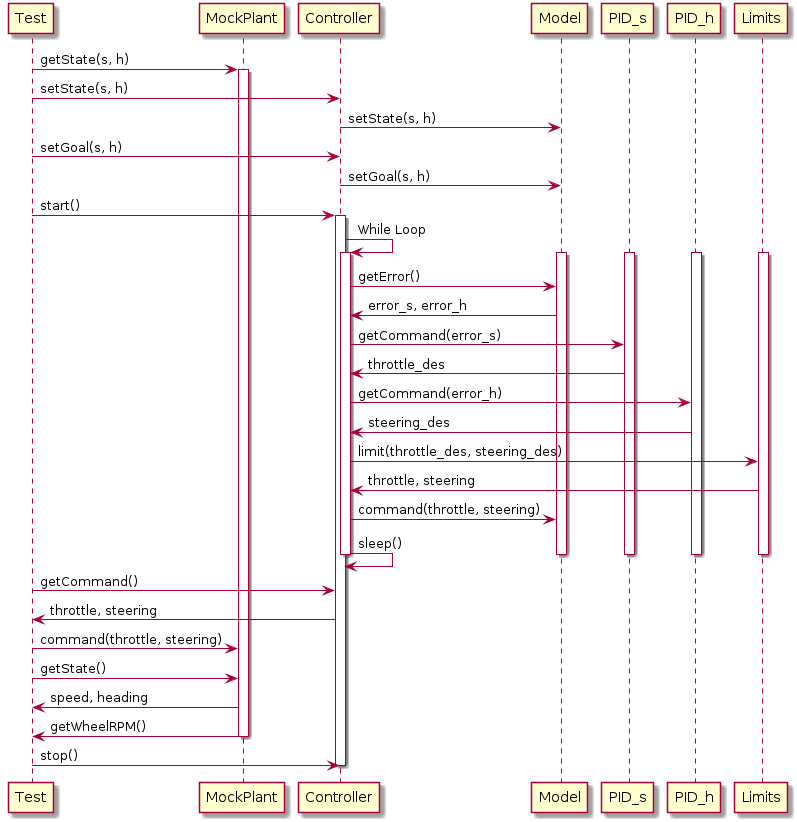 Test MockPlant Controller Model PID_s PID_h Limits
getState(s, h)
setState(s, h)
setState(s, h)
setGoal(s, h)
setGoal(s, h)
start()
While Loop
getError()
error_s, error_h
getCommand(error_s)
throttle_des
getCommand(error_h)
steering_des
limit(throttle_des, steering_des)
throttle, steering
command(throttle, steering)
sleep()
getCommand()
throttle, steering
command(throttle, steering)
getState()
speed, heading
getWheelRPM()
stop()
Test MockPlant Controller Model PID_s PID_h Limits